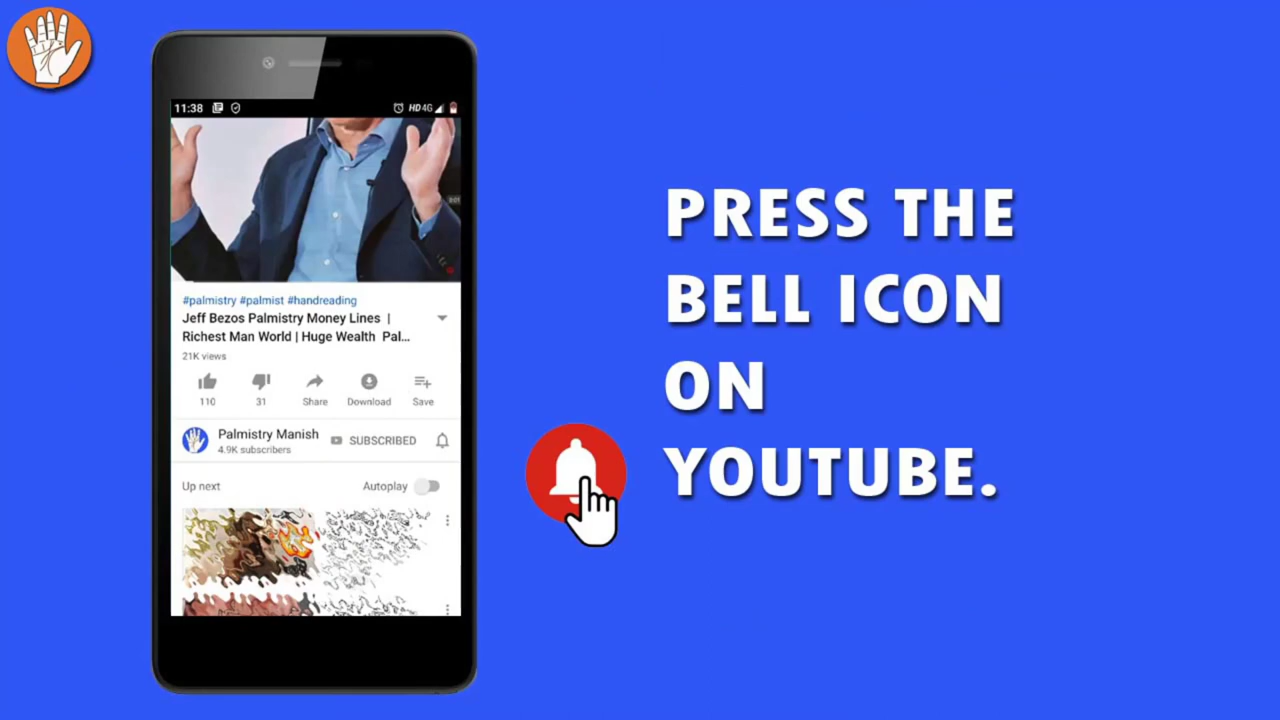 11:38
HD 4G
#palmistry #palmist #handreading
Jeff Bezos Palmistry Money Lines |
Richest Man World | Huge Wealth Pal...
21K views
110 31 Share Download Save
Palmistry Manish SUBSCRIBED
4.9K subscribers
Up next Autoplay
PRESS THE
BELL ICON
ON
YOUTUBE.